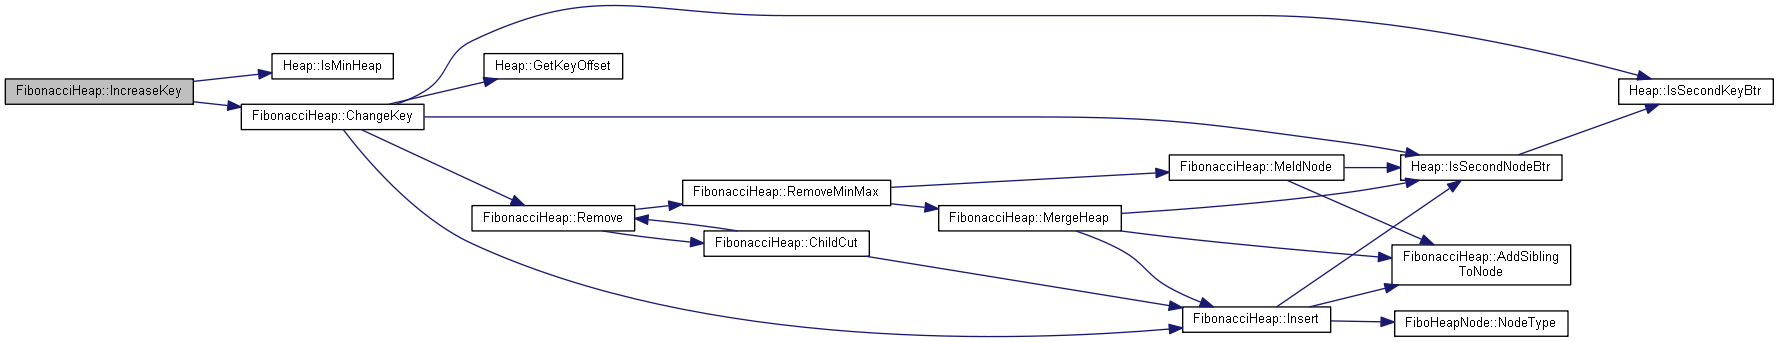 FibonacciHeap::IncreaseKey
Heap::IsMinHeap
FibonacciHeap::ChangeKey
Heap::GetKeyOffset
FibonacciHeap::Remove
FibonacciHeap::RemoveMinMax
FibonacciHeap::ChildCut
FibonacciHeap::MergeHeap
FibonacciHeap::MeldNode
FibonacciHeap::Insert
Heap::IsSecondNodeBtr
FibonacciHeap::AddSibling
ToNode
FiboHeapNode::NodeType
Heap::IsSecondKeyBtr